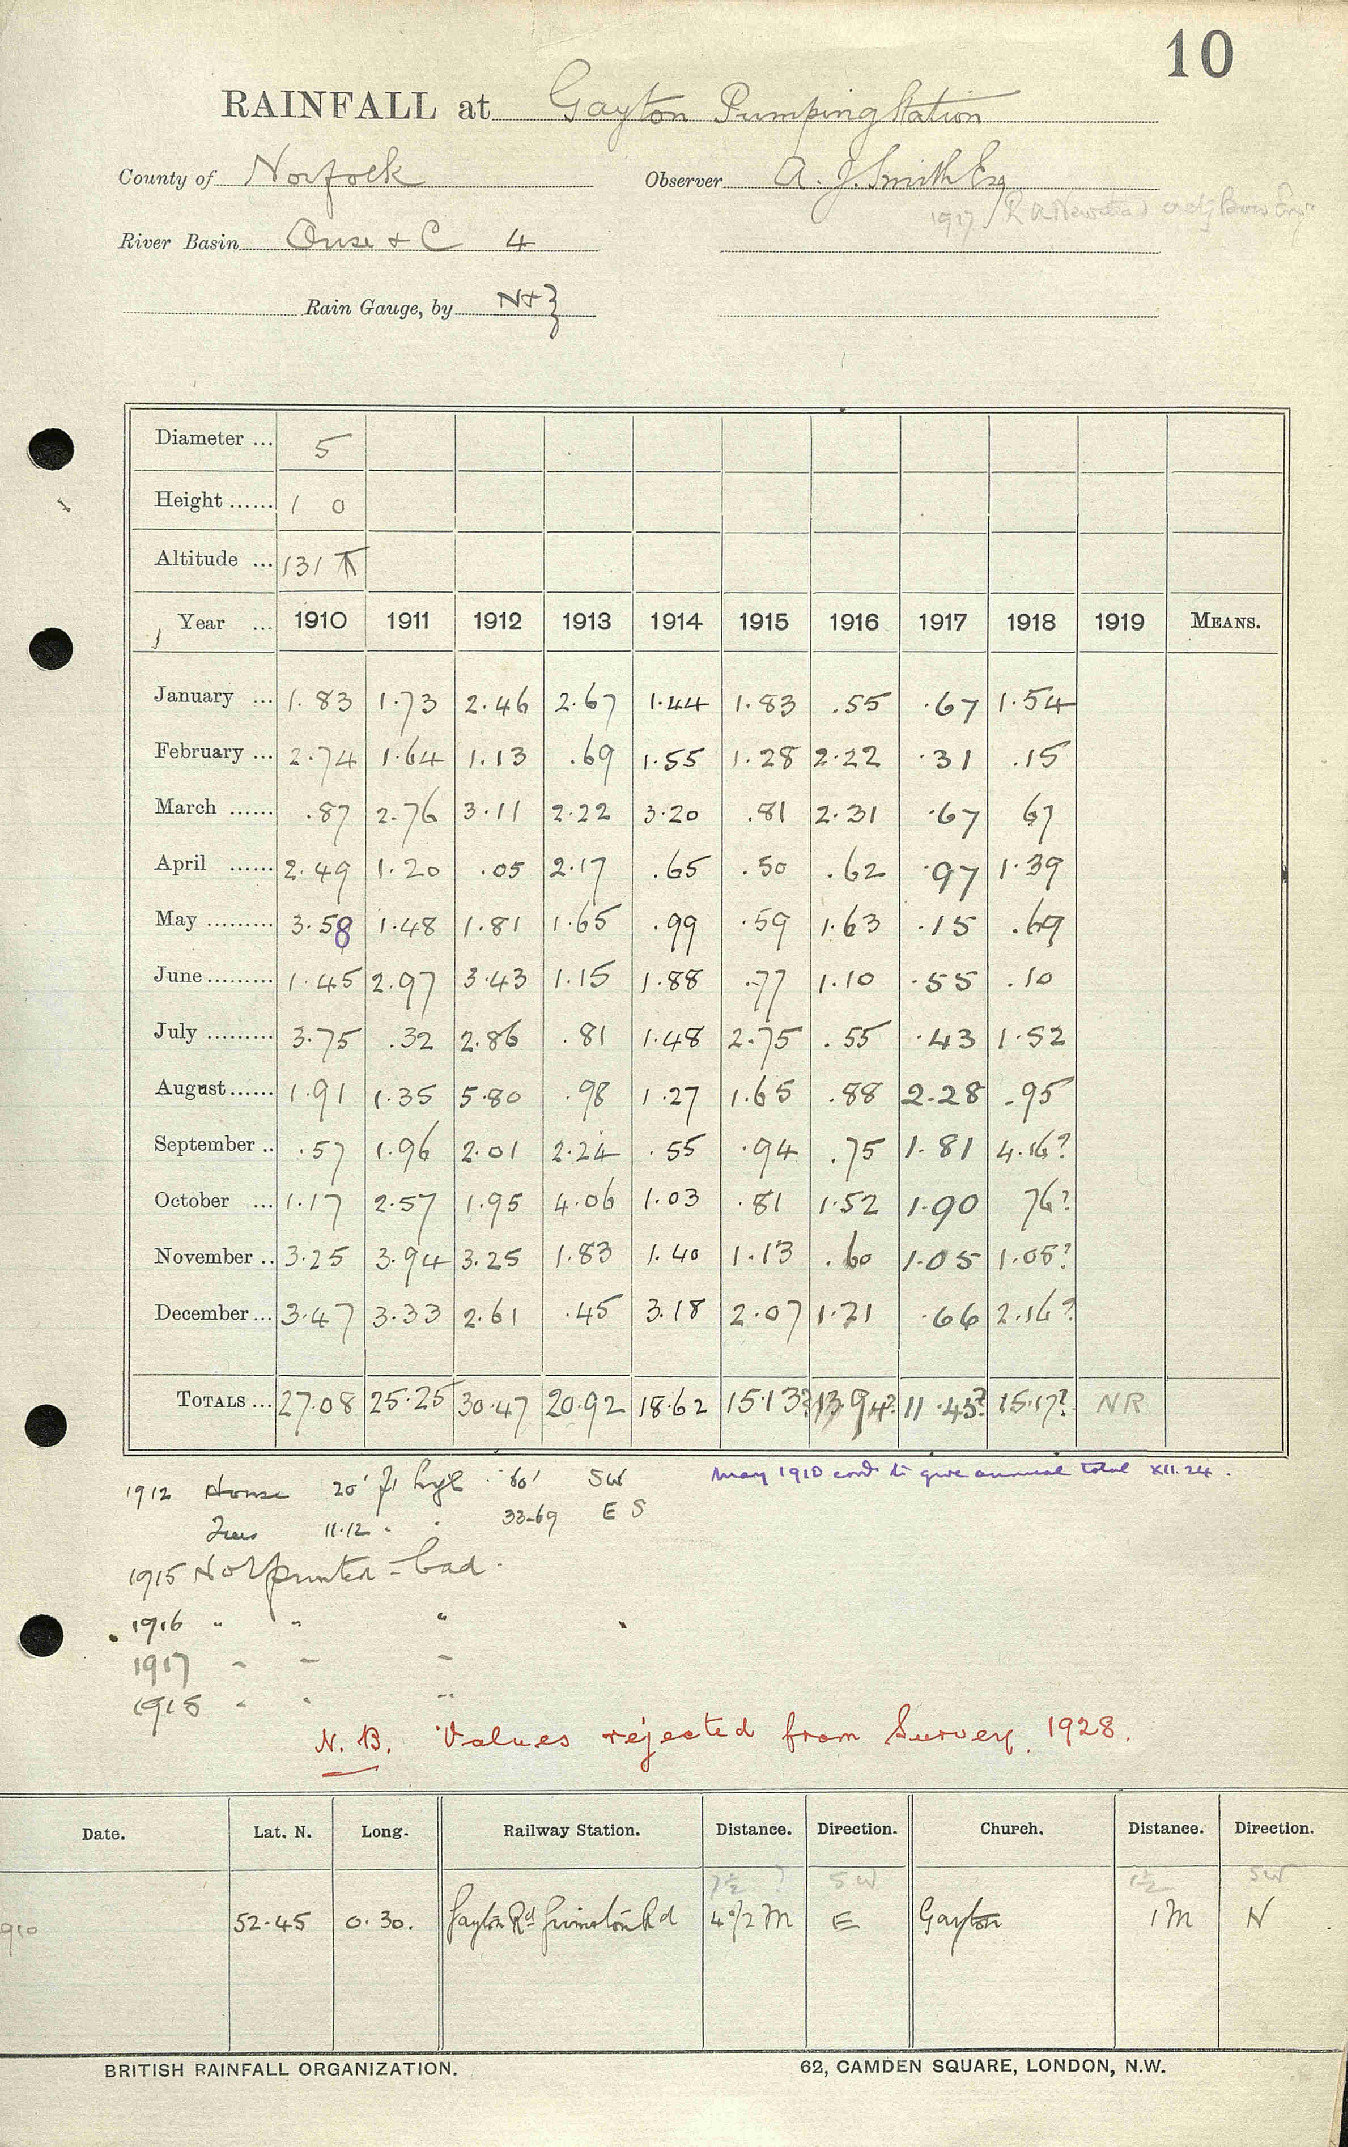 10
RAINFALL at Gayton Pumping Station
County of Norfolk Observer A. J. Smith Esq
1917
River Basin Ouse + C 4
Rain Gauge, by N+Z
Diameter ... 5
Height ...... 1 0
Altitude ... 131
Year ... 1910 1911 1912 1913 1914 1915 1916 1917 1918 1919 MEANS.
January ... 1.83 1.73 2.46 2.67 1.44 1.83 .55 .67 1.54
February ... 2.74 1.64 1.13 .69 1.55 1.28 2.22 .31 .15
March ...... .87 2.76 3.11 2.22 3.20 .81 2.31 .67 67
April ...... 2.49 1.20 .05 2.17 .65 .50 .62 .97 1.39
May ......... 3.58 1.48 1.81 1.65 .99 .59 1.63 .15 .69
June ......... 1.45 2.97 3.43 1.15 1.88 .77 1.10 .55 .10
July ......... 3.75 .32 2.86 .81 1.48 2.75 .55 .43 1.52
August ...... 1.91 1.35 5.80 .98 1.27 1.65 .88 2.28 .95
September .. .57 1.96 2.01 2.24 .55 .94 .75 1.81 4.16?
October ... 1.17 2.57 1.95 4.06 1.03 .81 1.52 1.90 76?
November .. 3.25 3.94 3.25 1.83 1.40 1.13 .60 1.05 1.08?
December ... 3.47 3.33 2.61 .45 3.18 2.07 1.21 .66 2.16?
TOTALS ... 27.08 25.25 30.47 20.92 18.62 15.13? 13.94? 11.45? 15.17? NR
May 1910 cord to give annual total XII.24.
1912 House 20' ft high 60' SW
Trees 11.12 " " 33-69 E S
1915 Not printed - bad.
1916 " " "
1917 " " "
1918 " " "
N.B. Values rejected from Survey. 1928.
Date. Lat. N. Long. Railway Station. Distance. Direction. Church. Distance. Direction.
7½ ? SW 1½ SW
1910 52.45 0.30. Gayton Rd Grimston Rd 4 1/2 M E Gayton 1 M N
BRITISH RAINFALL ORGANIZATION. 62, CAMDEN SQUARE, LONDON, N.W.